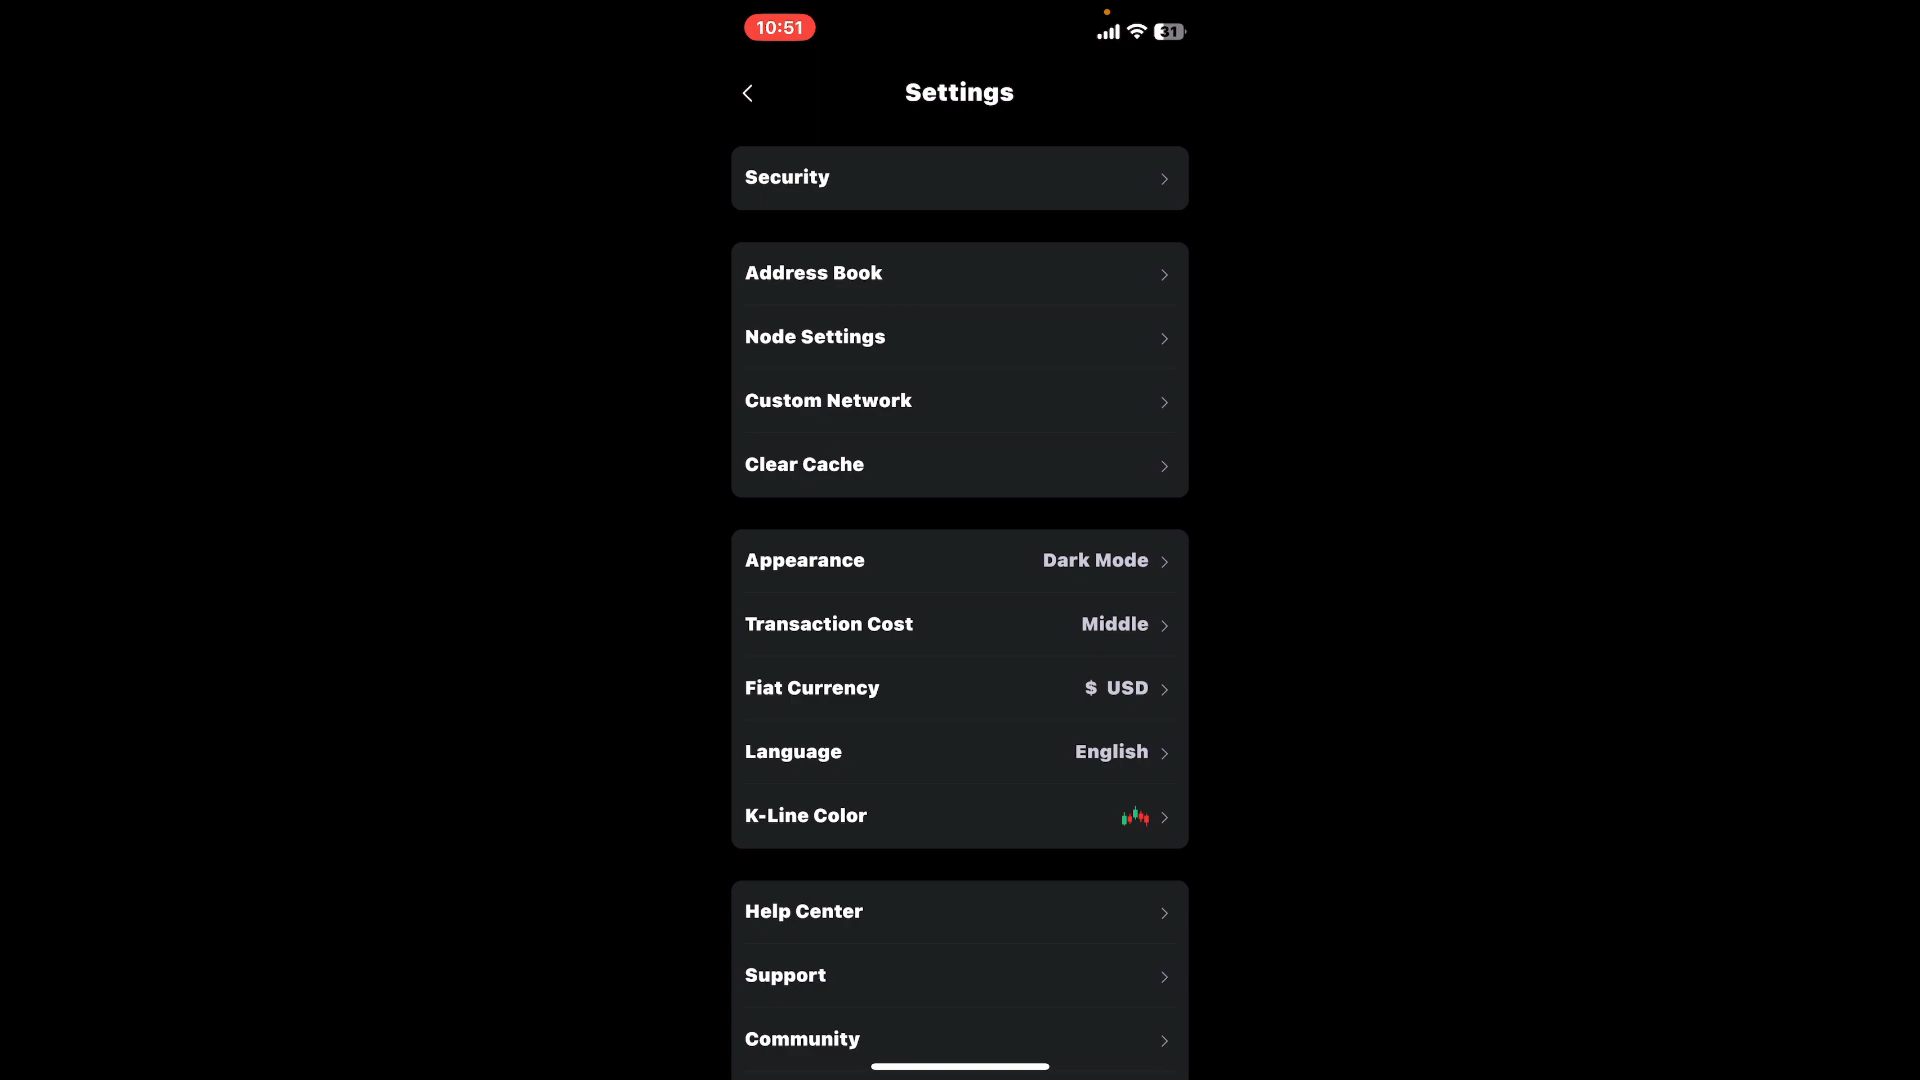 10:51
31
Settings
Security
Address Book
Node Settings
Custom Network
Clear Cache
Appearance Dark Mode
Transaction Cost Middle
Fiat Currency $ USD
Language English
K-Line Color
Help Center
Support
Community